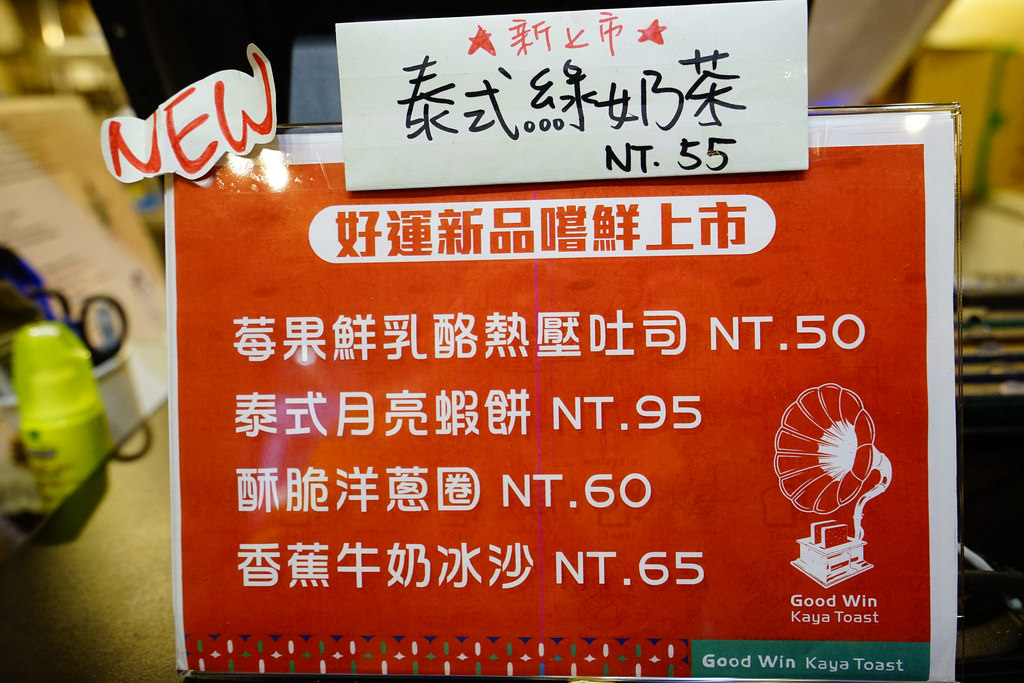 ★新上市★
泰式綠奶茶
NT. 55
NEW
好運新品嚐鮮上市
莓果鮮乳酪熱壓吐司 NT.50
泰式月亮蝦餅 NT.95
酥脆洋蔥圈 NT.60
香蕉牛奶冰沙 NT.65
Good Win
Kaya Toast
Good Win Kaya Toast